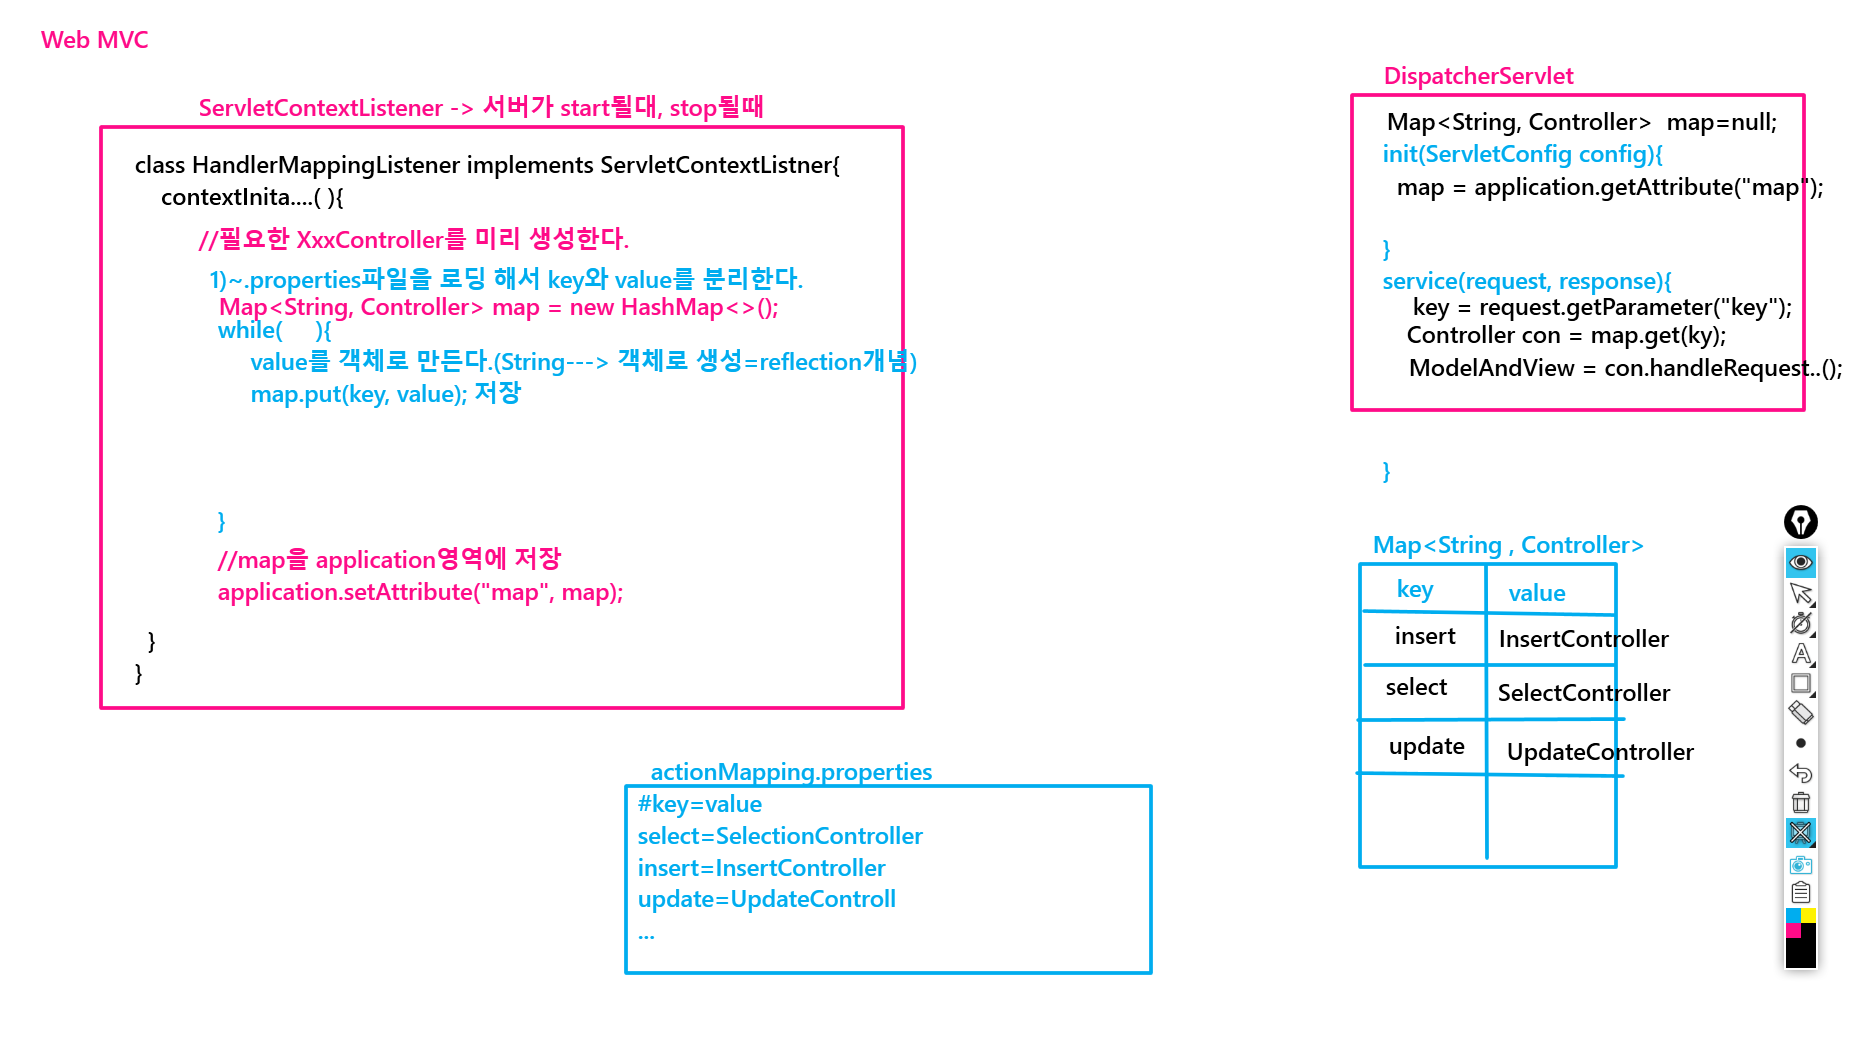 Web MVC
ServletContextListener -> 서버가 start될대, stop될때
class HandlerMappingListener implements ServletContextListner{
contextInita....( ){
//필요한 XxxController를 미리 생성한다.
1)~.properties파일을 로딩 해서 key와 value를 분리한다.
Map<String, Controller> map = new HashMap<>();
while( ){
value를 객체로 만든다.(String---> 객체로 생성=reflection개념)
map.put(key, value); 저장
}
//map을 application영역에 저장
application.setAttribute("map", map);
}
}
actionMapping.properties
#key=value
select=SelectionController
insert=InsertController
update=UpdateControll
...
DispatcherServlet
Map<String, Controller> map=null;
init(ServletConfig config){
map = application.getAttribute("map");
}
service(request, response){
key = request.getParameter("key");
Controller con = map.get(ky);
ModelAndView = con.handleRequest..();
}
Map<String , Controller>
key value
insert InsertController
select SelectController
update UpdateController